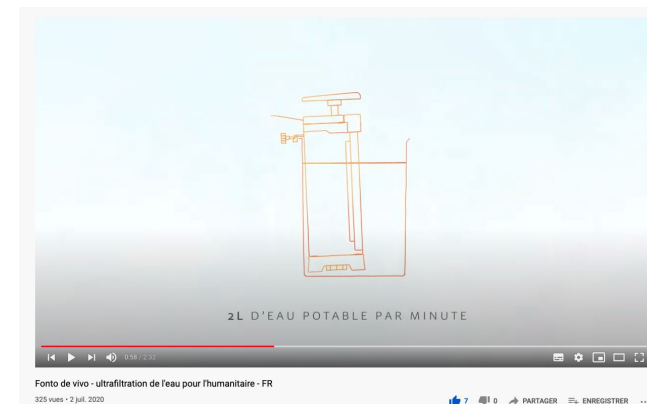 2L D'EAU POTABLE PAR MINUTE
0:58 / 2:32
Fonto de vivo - ultrafiltration de l'eau pour l'humanitaire - FR
325 vues • 2 juil. 2020
7
0
PARTAGER
ENREGISTRER